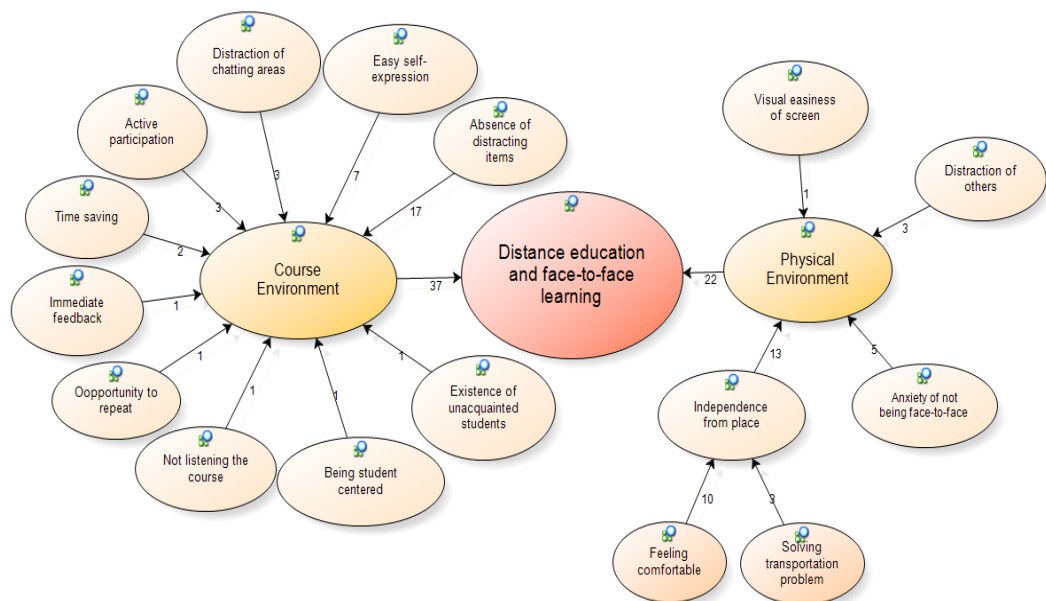 Distraction of
chatting areas
Easy self-
expression
Active
participation
Absence of
distracting
items
Visual easiness
of screen
Distraction
of others
Time saving
3
7
3
17
1
3
2
Course
Environment
Distance education
and face-to-face
learning
Physical
Environment
37
22
Immediate
feedback
1
1
1
1
1
13
5
Oopportunity to
repeat
Existence of
unacquainted
students
Independence
from place
Anxiety of not
being face-to-face
Not listening the
course
Being student
centered
10
3
Feeling
comfortable
Solving
transportation
problem